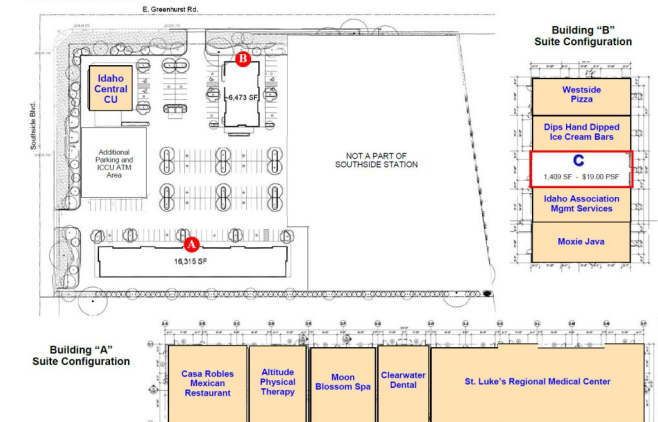 E. Greenhurst Rd.
Building "B"
Suite Configuration
B
Idaho
Central
CU
~6,473 SF
Westside
Pizza
Southside Blvd.
Dips Hand Dipped
Ice Cream Bars
Additional
Parking and
ICCU ATM
Area
NOT A PART OF
SOUTHSIDE STATION
C
1,409 SF - $19.00 PSF
Idaho Association
Mgmt Services
Moxie Java
A
16,315 SF
Building "A"
Suite Configuration
Casa Robles
Mexican
Restaurant
Altitude
Physical
Therapy
Moon
Blossom Spa
Clearwater
Dental
St. Luke's Regional Medical Center